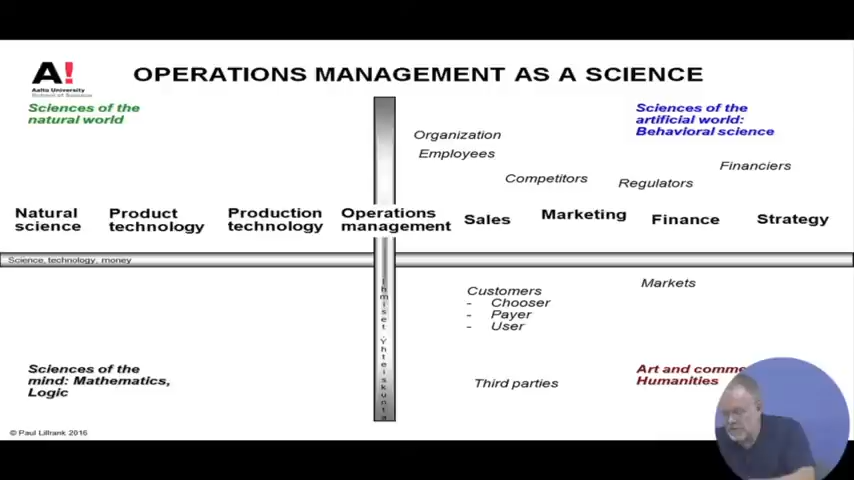 A!
Aalto University
School of Science
OPERATIONS MANAGEMENT AS A SCIENCE
Sciences of the
natural world
Sciences of the
artificial world:
Behavioral science
Organization
Employees
Competitors
Regulators
Financiers
Natural
science
Product
technology
Production
technology
Operations
management
Sales
Marketing
Finance
Strategy
Science, technology, money
Ihmiset Yhteiskunta
Customers
- Chooser
- Payer
- User
Markets
Sciences of the
mind: Mathematics,
Logic
Third parties
Art and comme
Humanities
© Paul Lillrank 2016